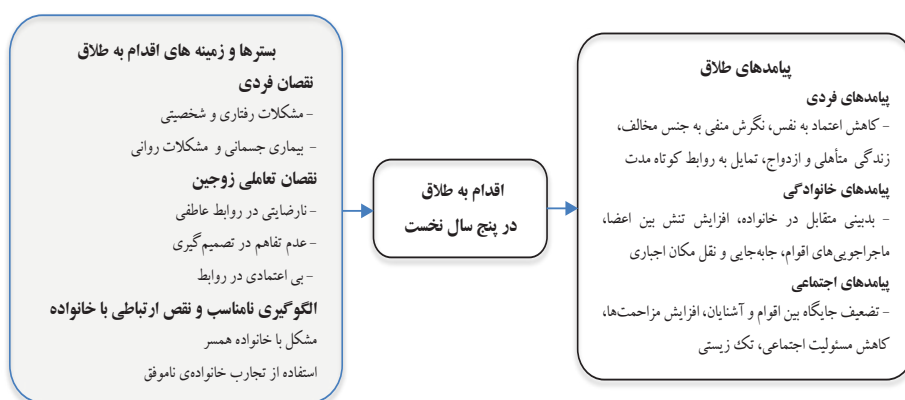 بسترها و زمینه های اقدام به طلاق
نقصان فردی
- مشکلات رفتاری و شخصیتی
- بیماری جسمانی و مشکلات روانی
نقصان تعاملی زوجین
- نارضایتی در روابط عاطفی
- عدم تفاهم در تصمیم‌گیری
- بی اعتمادی در روابط
الگوگیری نامناسب و نقص ارتباطی با خانواده
مشکل با خانواده همسر
استفاده از تجارب خانواده‌ی ناموفق
اقدام به طلاق
در پنج سال نخست
پیامدهای طلاق
پیامدهای فردی
- کاهش اعتماد به نفس، نگرش منفی به جنس مخالف،
زندگی متأهلی و ازدواج، تمایل به روابط کوتاه مدت
پیامدهای خانوادگی
- بدبینی متقابل در خانواده، افزایش تنش بین اعضا،
ماجراجویی‌های اقوام، جابه‌جایی و نقل مکان اجباری
پیامدهای اجتماعی
- تضعیف جایگاه بین اقوام و آشنایان، افزایش مزاحمت‌ها،
کاهش مسئولیت اجتماعی، تک زیستی